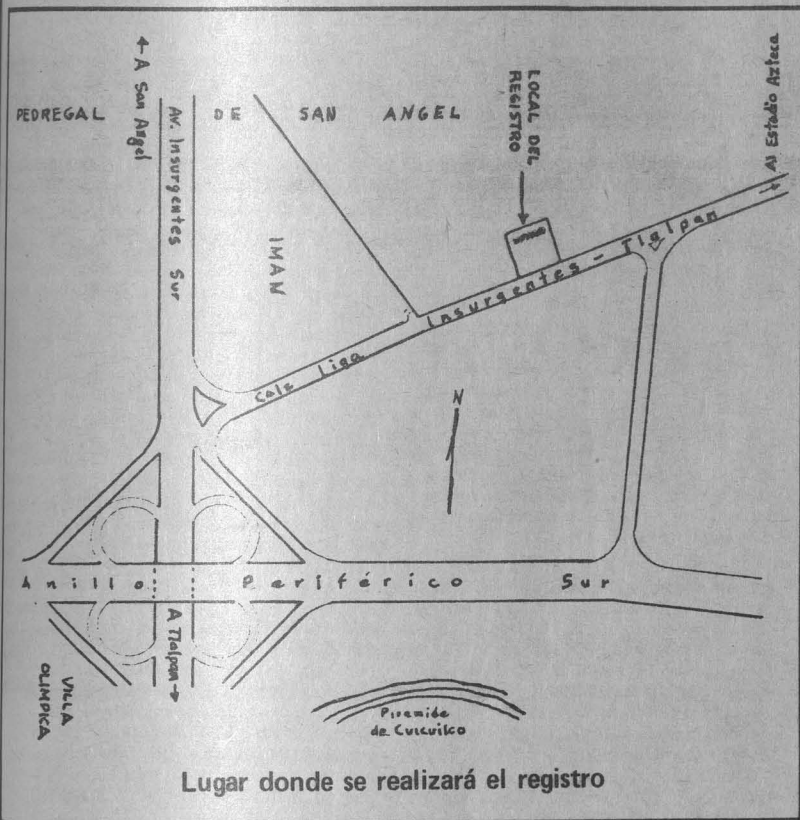 ← A San Angel
PEDREGAL DE SAN ANGEL
Av. Insurgentes Sur
IMAN
LOCAL DEL
REGISTRO
Al Estadio Azteca
Calz Liga Insurgentes - Tlalpan
N
Anillo Periférico Sur
A Tlalpan →
VILLA
OLIMPICA
Piramide
de Cuicuilco
Lugar donde se realizará el registro